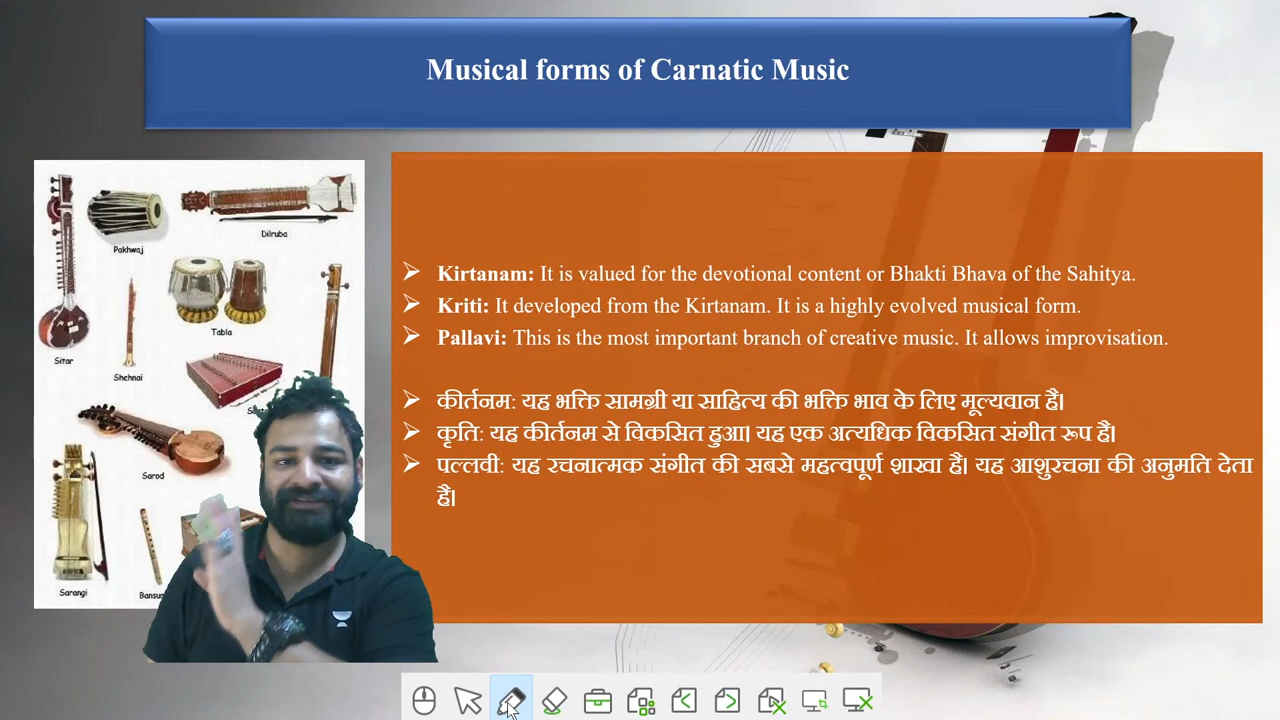 Musical forms of Carnatic Music
Pakhwaj
Dilruba
Tabla
Sitar
Shehnai
Sarod
Sarangi
Kirtanam: It is valued for the devotional content or Bhakti Bhava of the Sahitya.
Kriti: It developed from the Kirtanam. It is a highly evolved musical form.
Pallavi: This is the most important branch of creative music. It allows improvisation.
कीर्तनम: यह भक्ति सामग्री या साहित्य की भक्ति भाव के लिए मूल्यवान है।
कृति: यह कीर्तनम से विकसित हुआ। यह एक अत्यधिक विकसित संगीत रूप है।
पल्लवी: यह रचनात्मक संगीत की सबसे महत्वपूर्ण शाखा है। यह आशुरचना की अनुमति देता
है।